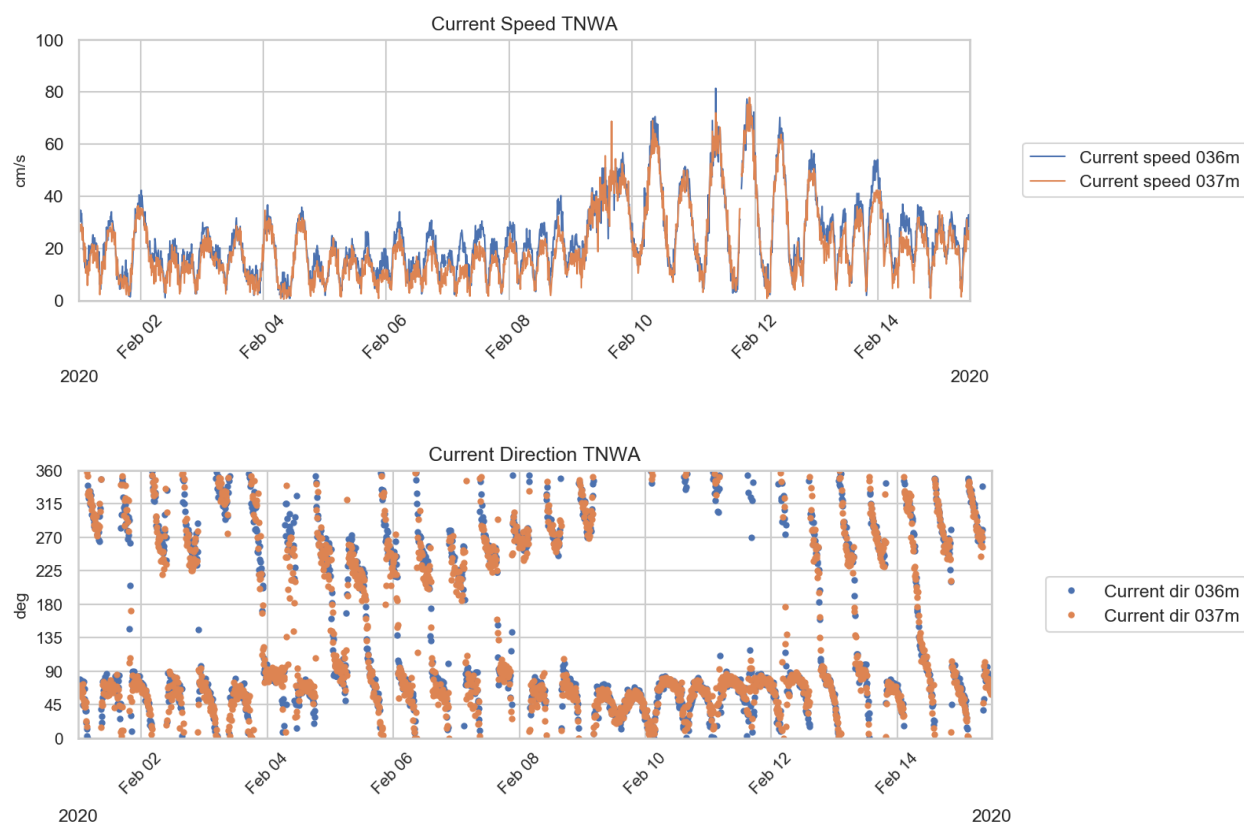 Current Speed TNWA
100
80
60
40
20
0
cm/s
Feb 02
Feb 04
Feb 06
Feb 08
Feb 10
Feb 12
Feb 14
2020
2020
Current speed 036m
Current speed 037m
Current Direction TNWA
360
315
270
225
180
135
90
45
0
deg
Feb 02
Feb 04
Feb 06
Feb 08
Feb 10
Feb 12
Feb 14
2020
2020
Current dir 036m
Current dir 037m